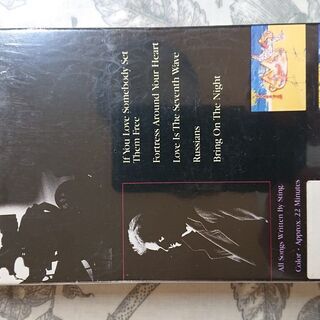 If You Love Somebody Set
Them Free
Fortress Around Your Heart
Love Is The Seventh Wave
Russians
Bring On The Night
All Songs Written By Sting
Color · Approx. 22 Minutes